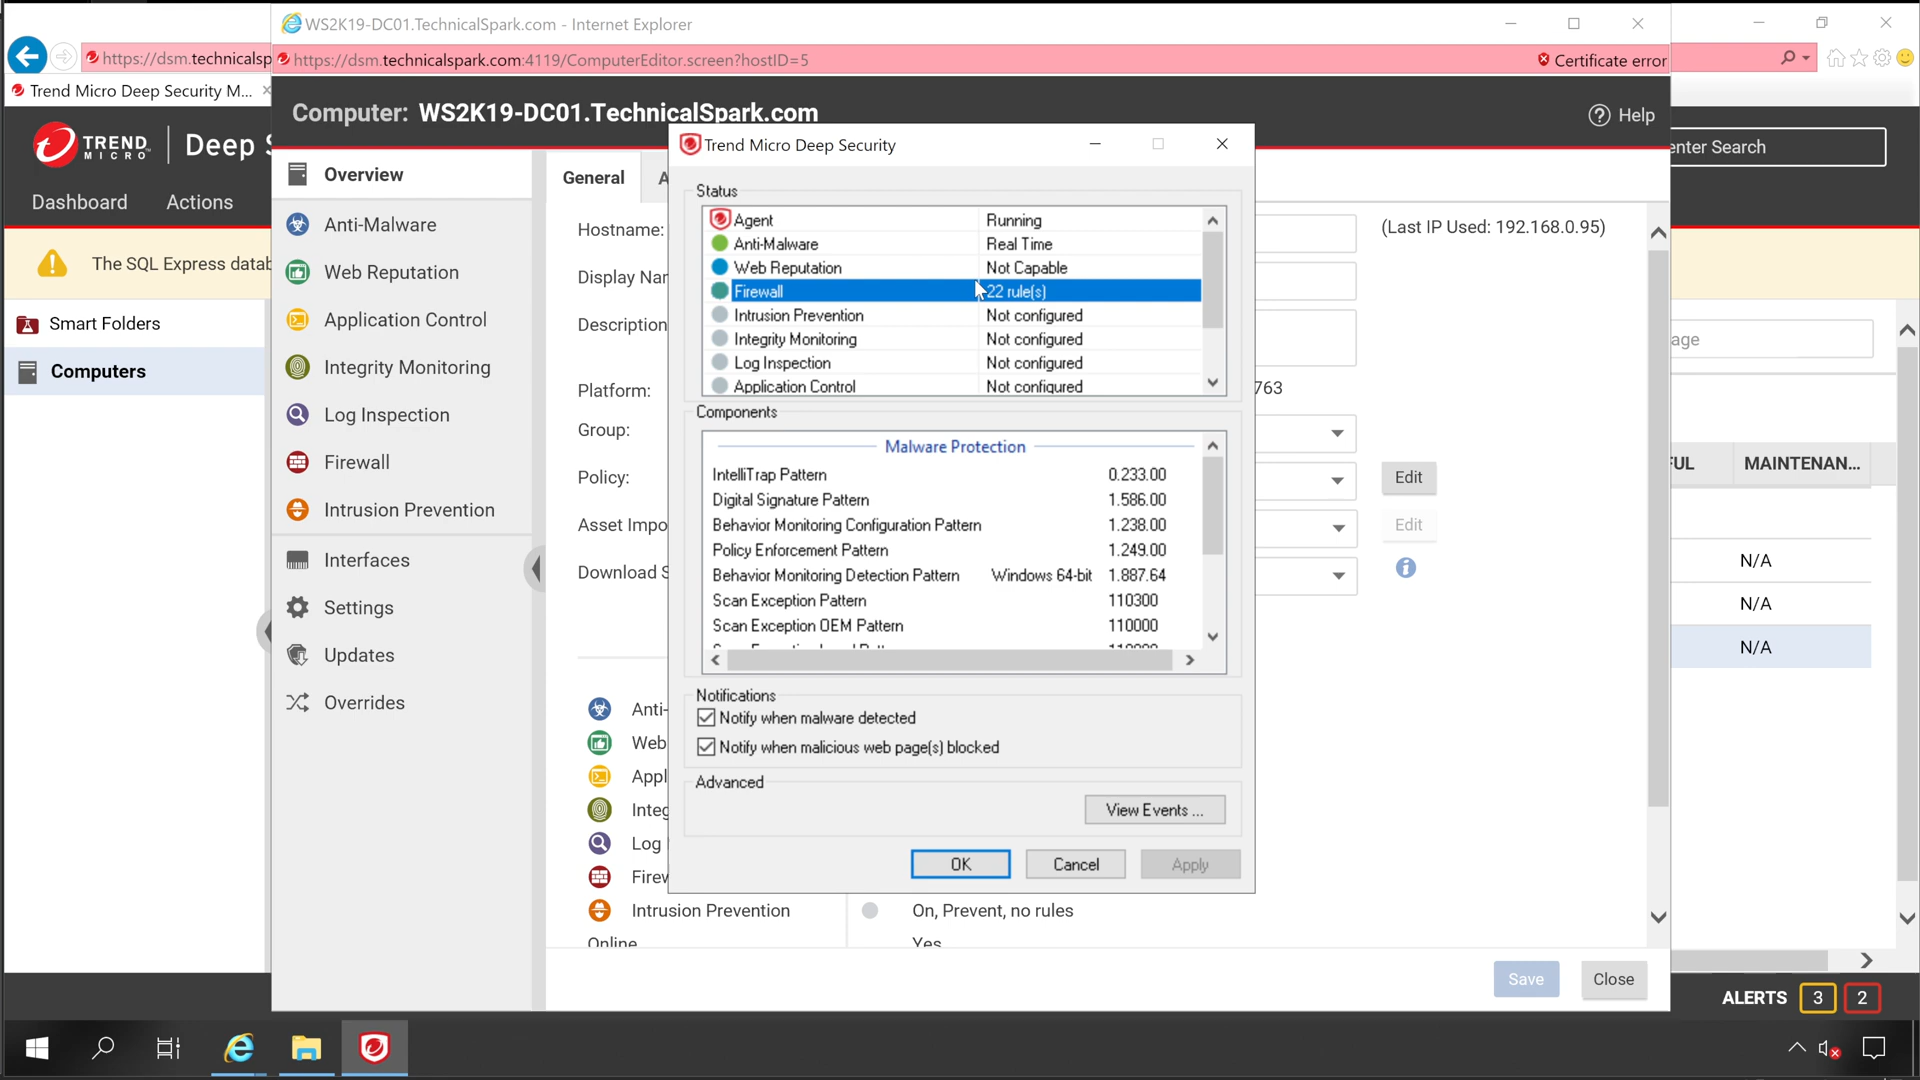 WS2K19-DC01.TechnicalSpark.com - Internet Explorer
https://dsm.technicalsp
https://dsm.technicalspark.com:4119/ComputerEditor.screen?hostID=5
Certificate error
Trend Micro Deep Security M...
Computer: WS2K19-DC01.TechnicalSpark.com
Help
TREND MICRO
Deep
enter Search
Dashboard
Actions
The SQL Express datab
Smart Folders
Computers
Overview
Anti-Malware
Web Reputation
Application Control
Integrity Monitoring
Log Inspection
Firewall
Intrusion Prevention
Interfaces
Settings
Updates
Overrides
General
A
Hostname:
(Last IP Used: 192.168.0.95)
Display Nar
Description
Platform:
763
Group:
Policy:
Edit
Asset Impo
Edit
Download S
Trend Micro Deep Security
Status
Agent Running
Anti-Malware Real Time
Web Reputation Not Capable
Firewall 22 rule(s)
Intrusion Prevention Not configured
Integrity Monitoring Not configured
Log Inspection Not configured
Application Control Not configured
Components
Malware Protection
IntelliTrap Pattern 0.233.00
Digital Signature Pattern 1.586.00
Behavior Monitoring Configuration Pattern 1.238.00
Policy Enforcement Pattern 1.249.00
Behavior Monitoring Detection Pattern Windows 64-bit 1.887.64
Scan Exception Pattern 110300
Scan Exception OEM Pattern 110000
Notifications
Notify when malware detected
Notify when malicious web page(s) blocked
Advanced
View Events ...
OK
Cancel
Apply
Anti-
Web
Appl
Integ
Log
Firew
Intrusion Prevention
On, Prevent, no rules
Online
Yes
Save
Close
age
FUL
MAINTENAN...
N/A
N/A
N/A
ALERTS 3 2